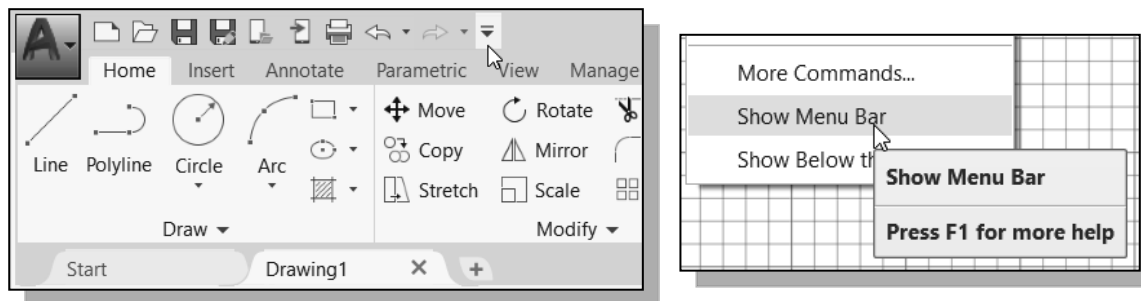 A
Home Insert Annotate Parametric View Manage
Move Rotate
Copy Mirror
Line Polyline Circle Arc
Stretch Scale
Draw Modify
Start Drawing1
More Commands...
Show Menu Bar
Show Below th
Show Menu Bar
Press F1 for more help